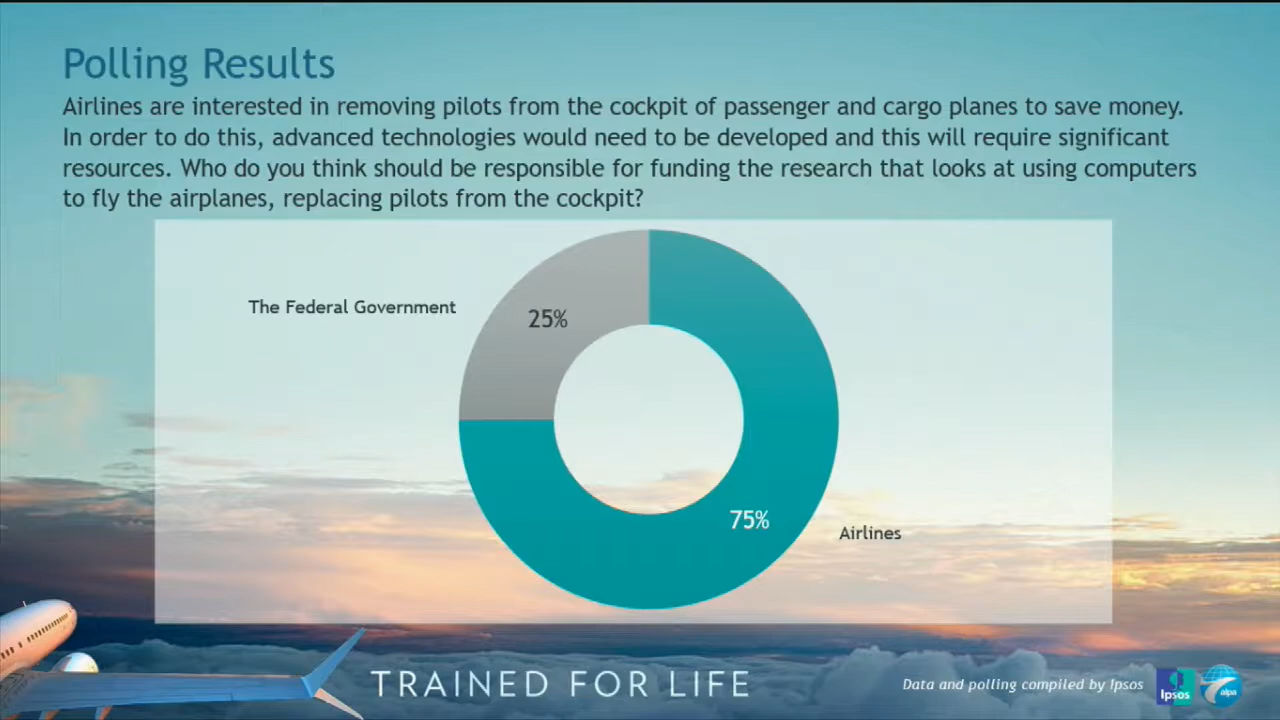 Polling Results
Airlines are interested in removing pilots from the cockpit of passenger and cargo planes to save money.
In order to do this, advanced technologies would need to be developed and this will require significant
resources. Who do you think should be responsible for funding the research that looks at using computers
to fly the airplanes, replacing pilots from the cockpit?
The Federal Government
25%
75%
Airlines
TRAINED FOR LIFE
Data and polling compiled by Ipsos
Ipsos
alpa